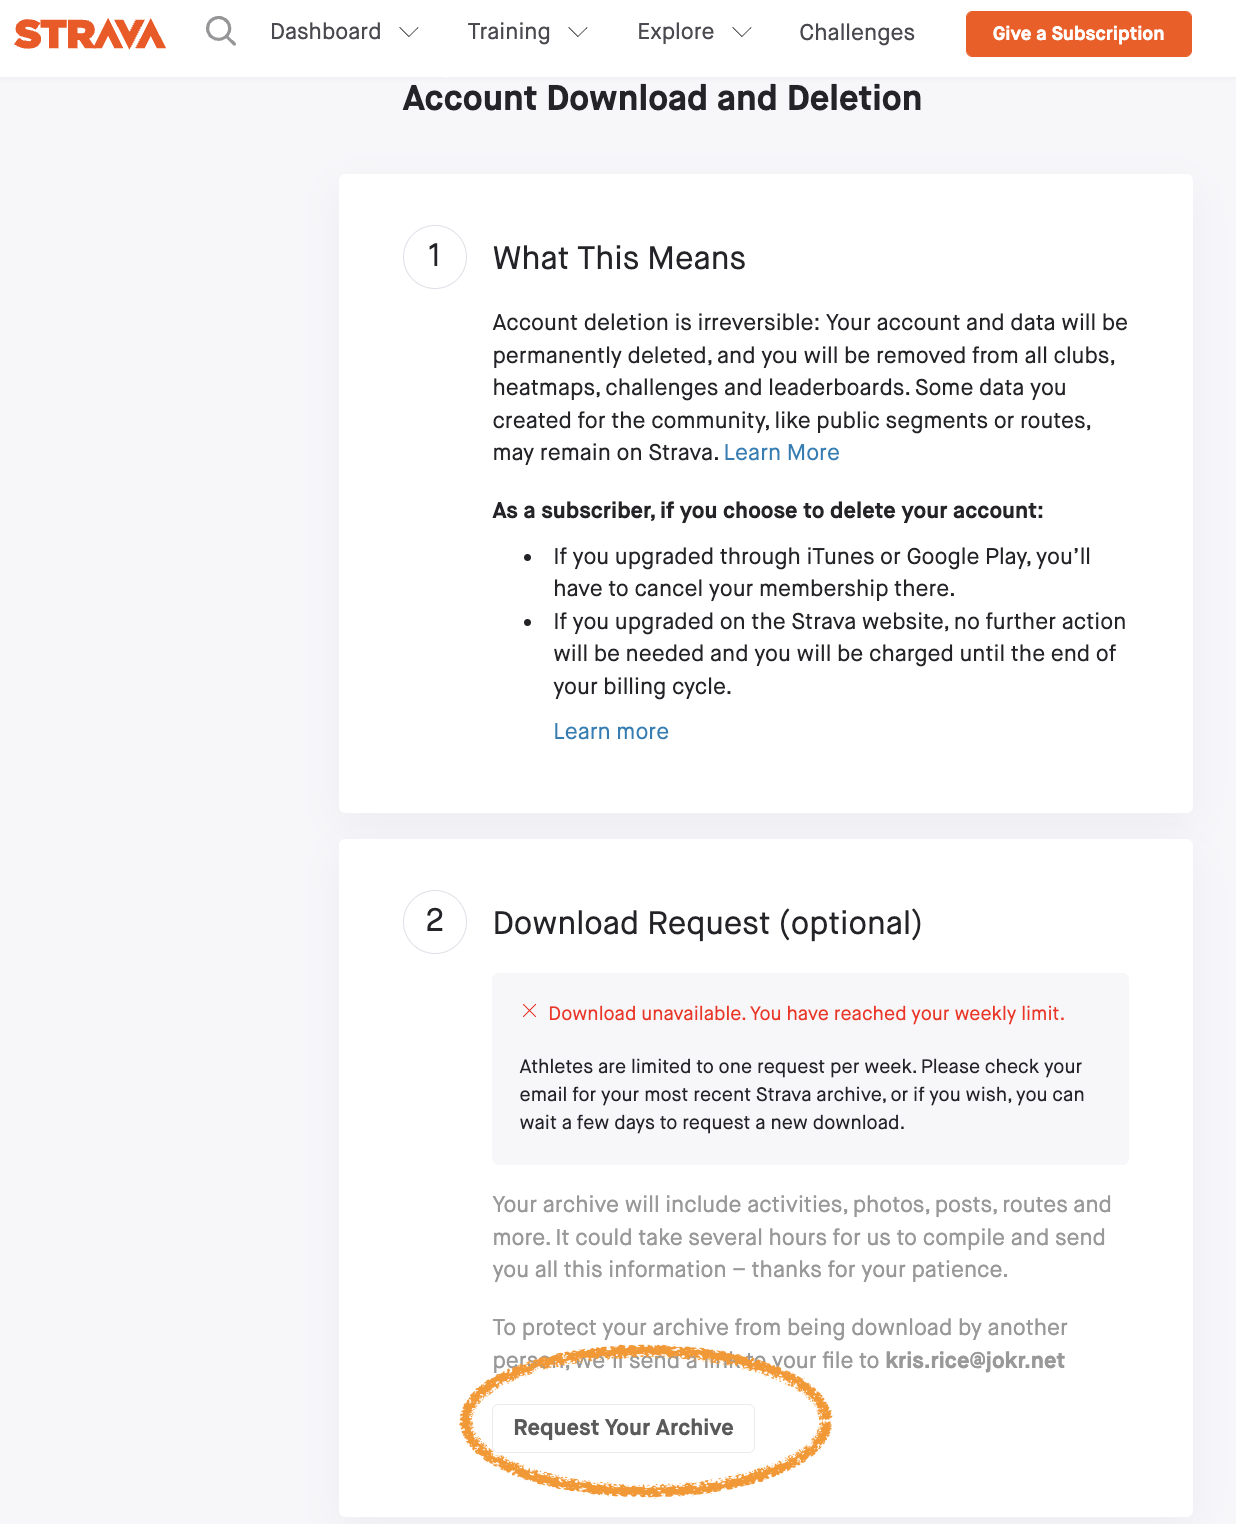 STRAVA Dashboard Training Explore Challenges Give a Subscription
Account Download and Deletion
1 What This Means
Account deletion is irreversible: Your account and data will be
permanently deleted, and you will be removed from all clubs,
heatmaps, challenges and leaderboards. Some data you
created for the community, like public segments or routes,
may remain on Strava. Learn More
As a subscriber, if you choose to delete your account:
• If you upgraded through iTunes or Google Play, you'll
have to cancel your membership there.
• If you upgraded on the Strava website, no further action
will be needed and you will be charged until the end of
your billing cycle.
Learn more
2 Download Request (optional)
Download unavailable. You have reached your weekly limit.
Athletes are limited to one request per week. Please check your
email for your most recent Strava archive, or if you wish, you can
wait a few days to request a new download.
Your archive will include activities, photos, posts, routes and
more. It could take several hours for us to compile and send
you all this information – thanks for your patience.
To protect your archive from being download by another
person, we'll send a link to your file to kris.rice@jokr.net
Request Your Archive